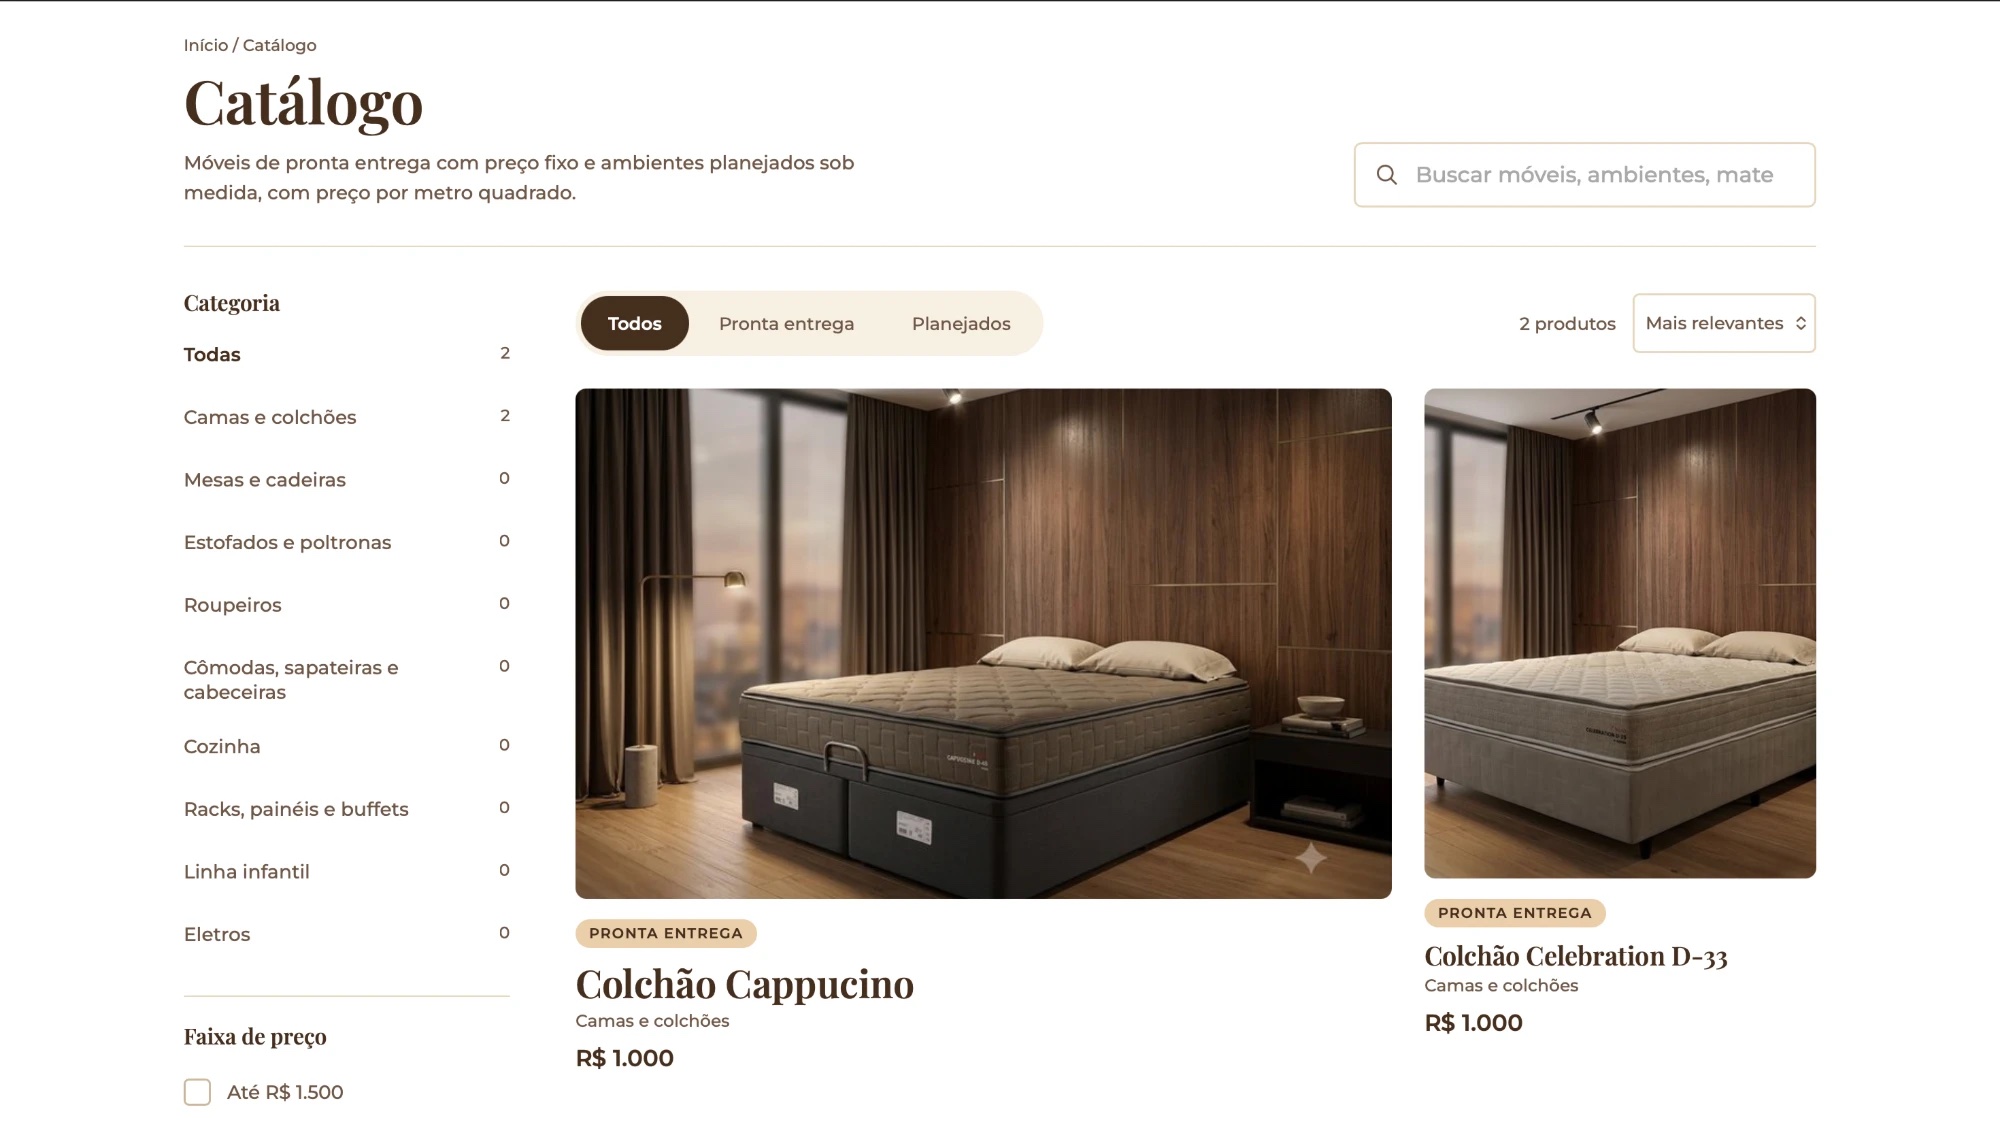 Início / Catálogo
Catálogo
Móveis de pronta entrega com preço fixo e ambientes planejados sob
medida, com preço por metro quadrado.
Buscar móveis, ambientes, mate
Categoria
Todas 2
Camas e colchões 2
Mesas e cadeiras 0
Estofados e poltronas 0
Roupeiros 0
Cômodas, sapateiras e 0
cabeceiras
Cozinha 0
Racks, painéis e buffets 0
Linha infantil 0
Eletros 0
Faixa de preço
Até R$ 1.500
Todos Pronta entrega Planejados
2 produtos Mais relevantes
PRONTA ENTREGA
Colchão Cappucino
Camas e colchões
R$ 1.000
PRONTA ENTREGA
Colchão Celebration D-33
Camas e colchões
R$ 1.000